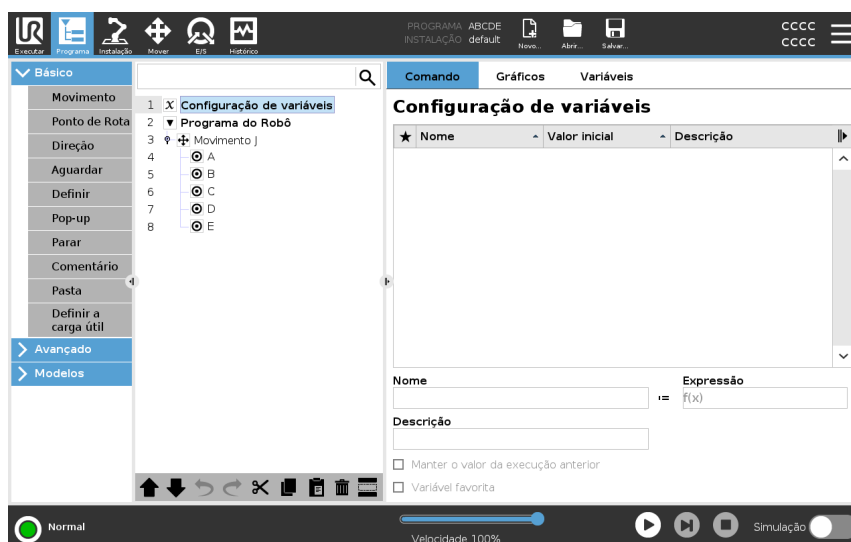 UR
PROGRAMA ABCDE
INSTALAÇÃO default
Executar Programa Instalação Mover E/S Histórico
Novo... Abrir... Salvar...
cccc
cccc
Básico
Movimento
Ponto de Rota
Direção
Aguardar
Definir
Pop-up
Parar
Comentário
Pasta
Definir a
carga útil
Avançado
Modelos
1 x Configuração de variáveis
2 Programa do Robô
3 Movimento J
4 A
5 B
6 C
7 D
8 E
Comando Gráficos Variáveis
Configuração de variáveis
Nome Valor inicial Descrição
Nome Expressão
:= f(x)
Descrição
Manter o valor da execução anterior
Variável favorita
Normal
Velocidade 100%
Simulação